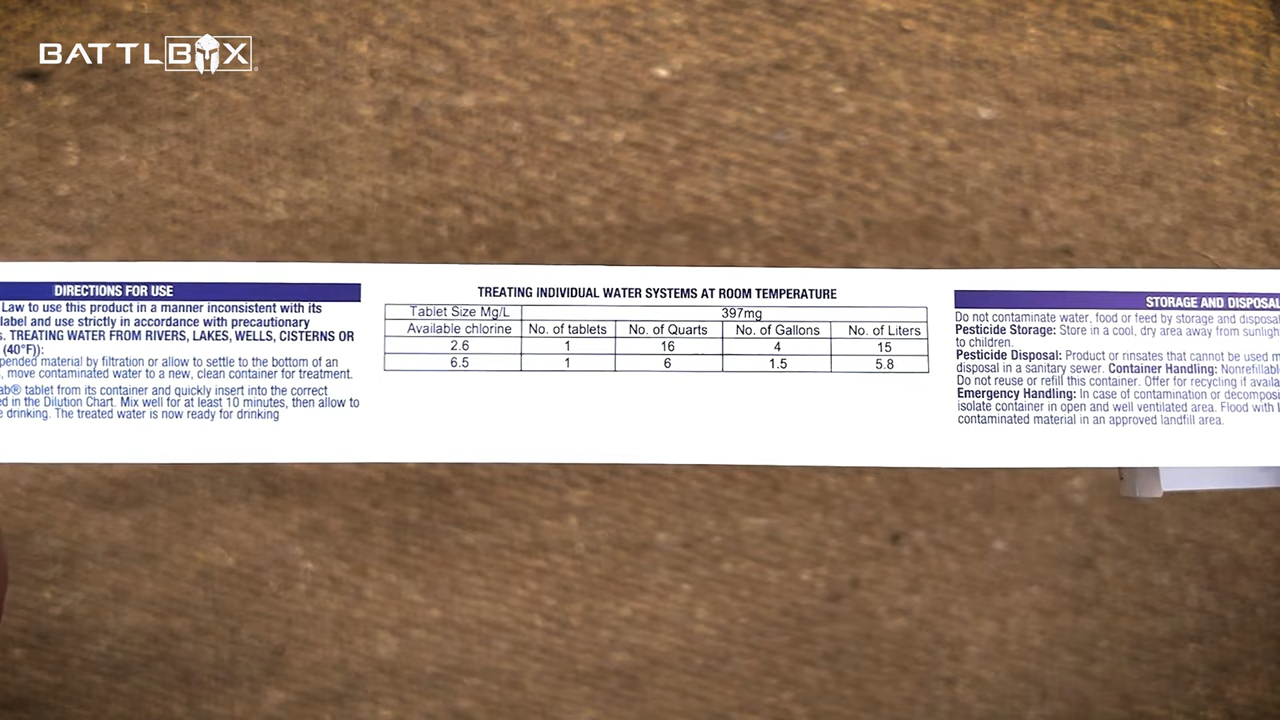 BATTLBOX
DIRECTIONS FOR USE
Law to use this product in a manner inconsistent with its
label and use strictly in accordance with precautionary
TREATING WATER FROM RIVERS, LAKES, WELLS, CISTERNS OR
(40°F)):
pended material by filtration or allow to settle to the bottom of an
, move contaminated water to a new, clean container for treatment.
ab® tablet from its container and quickly insert into the correct
ed in the Dilution Chart. Mix well for at least 10 minutes, then allow to
e drinking. The treated water is now ready for drinking
TREATING INDIVIDUAL WATER SYSTEMS AT ROOM TEMPERATURE
Tablet Size Mg/L 397mg
Available chlorine No. of tablets No. of Quarts No. of Gallons No. of Liters
2.6 1 16 4 15
6.5 1 6 1.5 5.8
STORAGE AND DISPOSAL
Do not contaminate water, food or feed by storage and disposal
Pesticide Storage: Store in a cool, dry area away from sunligh
to children.
Pesticide Disposal: Product or rinsates that cannot be used m
disposal in a sanitary sewer. Container Handling: Nonrefillabl
Do not reuse or refill this container. Offer for recycling if availa
Emergency Handling: In case of contamination or decomposi
isolate container in open and well ventilated area. Flood with l
contaminated material in an approved landfill area.